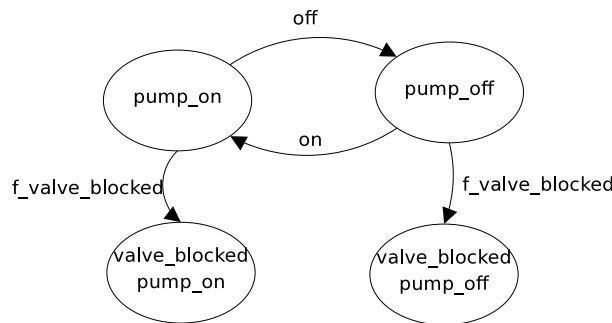 off
pump_on
pump_off
on
f_valve_blocked
f_valve_blocked
valve_blocked
pump_on
valve_blocked
pump_off